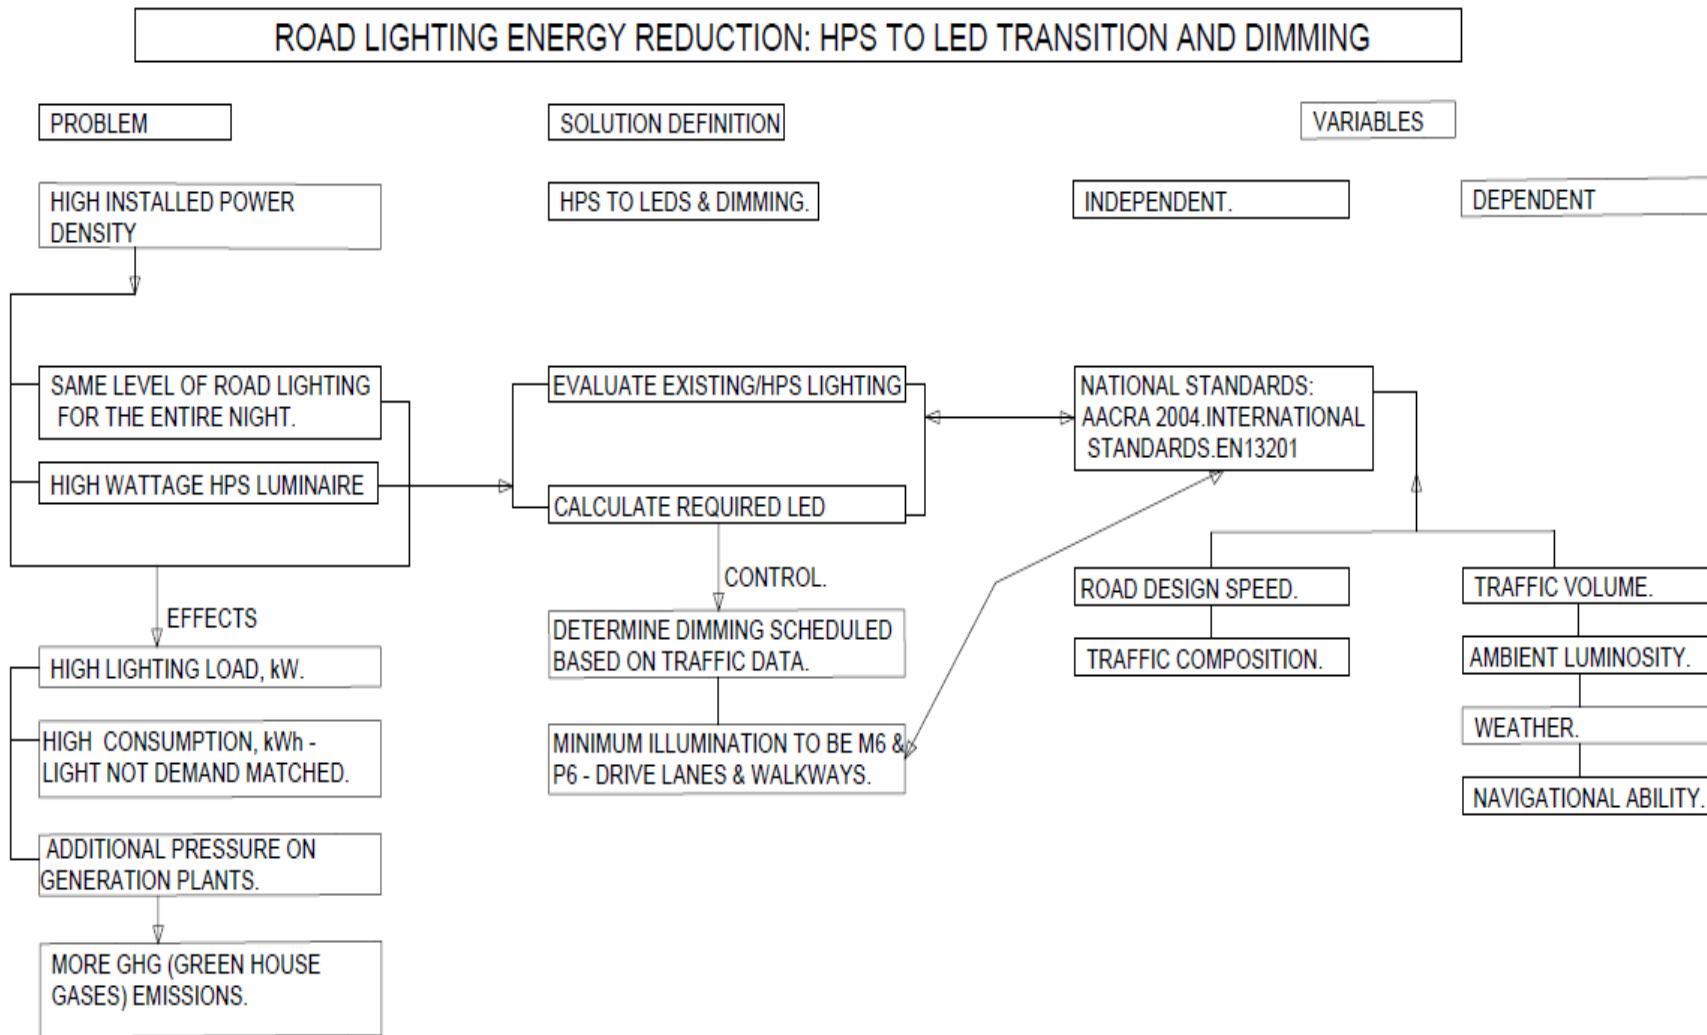 ROAD LIGHTING ENERGY REDUCTION: HPS TO LED TRANSITION AND DIMMING
PROBLEM
SOLUTION DEFINITION
VARIABLES
HIGH INSTALLED POWER
DENSITY
HPS TO LEDS & DIMMING.
INDEPENDENT.
DEPENDENT
SAME LEVEL OF ROAD LIGHTING
FOR THE ENTIRE NIGHT.
HIGH WATTAGE HPS LUMINAIRE
EVALUATE EXISTING/HPS LIGHTING
CALCULATE REQUIRED LED
NATIONAL STANDARDS:
AACRA 2004.INTERNATIONAL
STANDARDS.EN13201
EFFECTS
CONTROL.
HIGH LIGHTING LOAD, kW.
HIGH CONSUMPTION, kWh -
LIGHT NOT DEMAND MATCHED.
ADDITIONAL PRESSURE ON
GENERATION PLANTS.
MORE GHG (GREEN HOUSE
GASES) EMISSIONS.
DETERMINE DIMMING SCHEDULED
BASED ON TRAFFIC DATA.
MINIMUM ILLUMINATION TO BE M6 &
P6 - DRIVE LANES & WALKWAYS.
ROAD DESIGN SPEED.
TRAFFIC COMPOSITION.
TRAFFIC VOLUME.
AMBIENT LUMINOSITY.
WEATHER.
NAVIGATIONAL ABILITY.